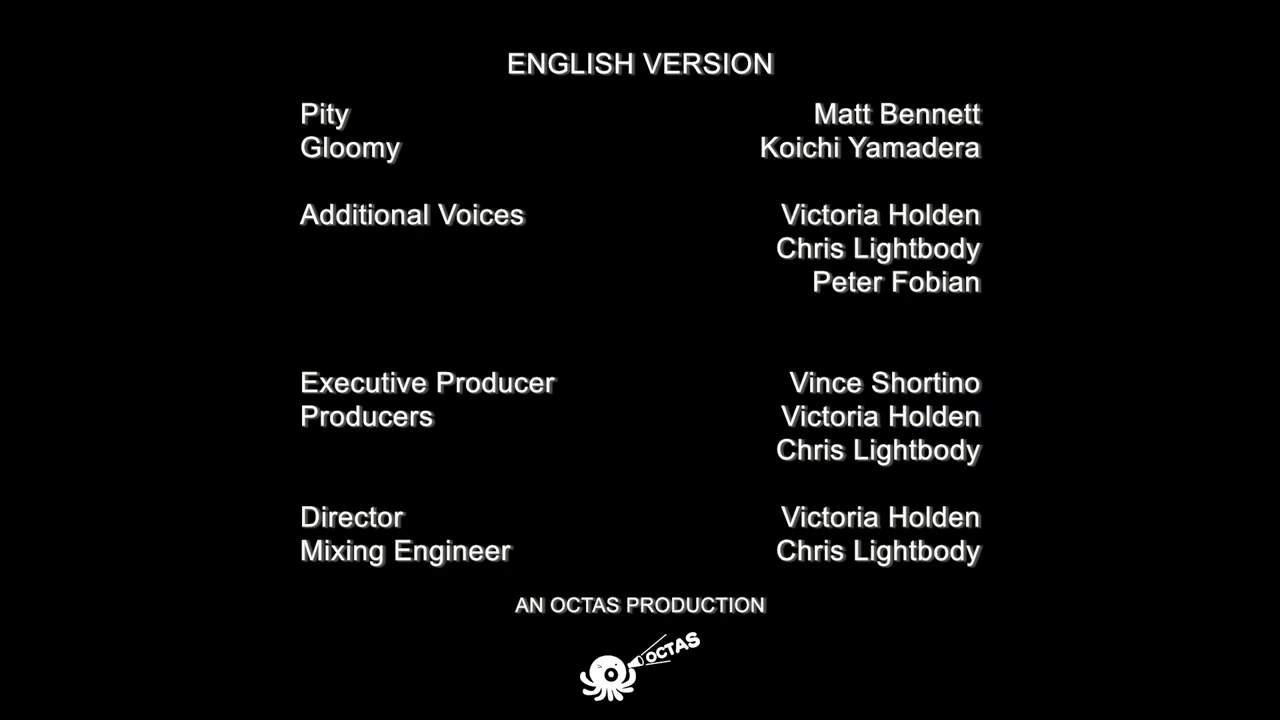 ENGLISH VERSION
Pity Matt Bennett
Gloomy Koichi Yamadera
Additional Voices Victoria Holden
Chris Lightbody
Peter Fobian
Executive Producer Vince Shortino
Producers Victoria Holden
Chris Lightbody
Director Victoria Holden
Mixing Engineer Chris Lightbody
AN OCTAS PRODUCTION
OCTAS